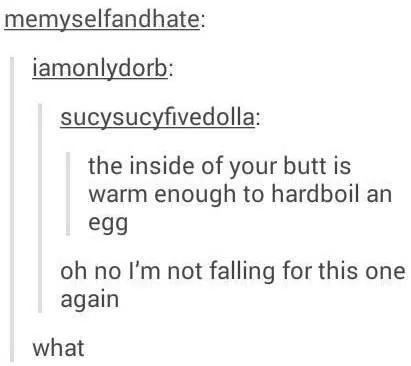 memyselfandhate:
iamonlydorb:
sucysucyfivedolla:
the inside of your butt is
warm enough to hardboil an
egg
oh no I'm not falling for this one
again
what